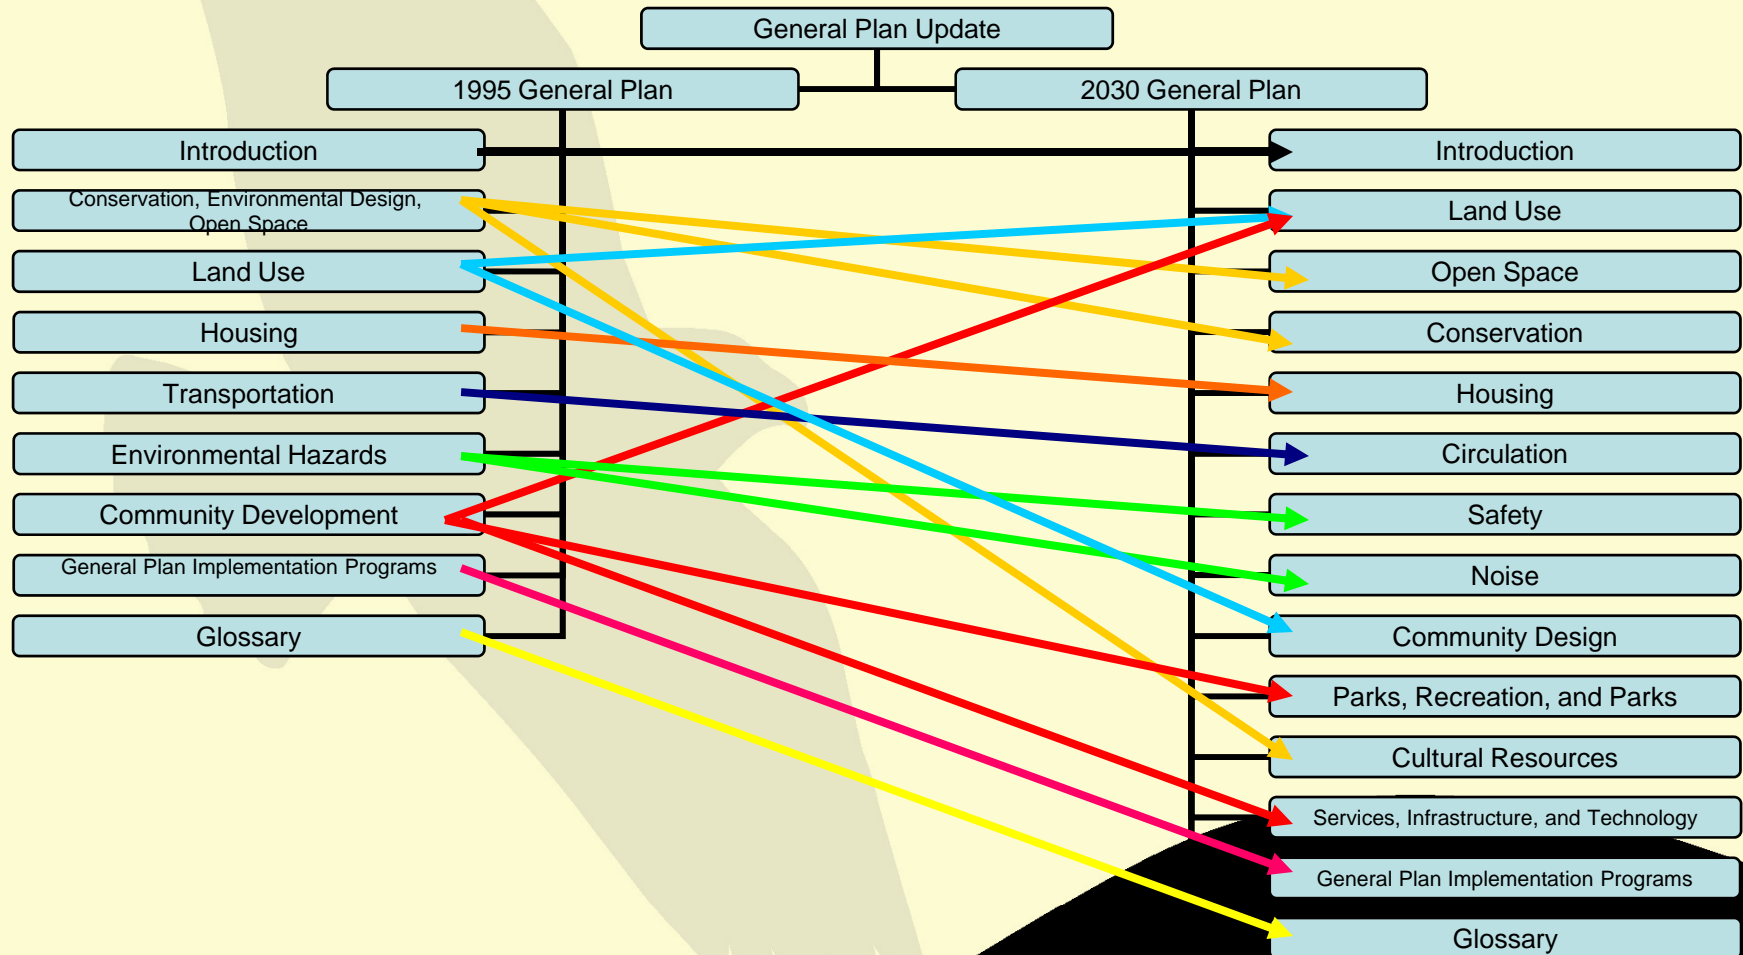 General Plan Update
1995 General Plan
2030 General Plan
Introduction
Conservation, Environmental Design,
Open Space
Land Use
Housing
Transportation
Environmental Hazards
Community Development
General Plan Implementation Programs
Glossary
Introduction
Land Use
Open Space
Conservation
Housing
Circulation
Safety
Noise
Community Design
Parks, Recreation, and Parks
Cultural Resources
Services, Infrastructure, and Technology
General Plan Implementation Programs
Glossary